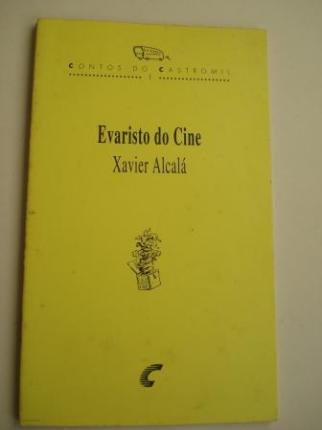 CONTOS DO CASTROMIL
1
Evaristo do Cine
Xavier Alcalá
C